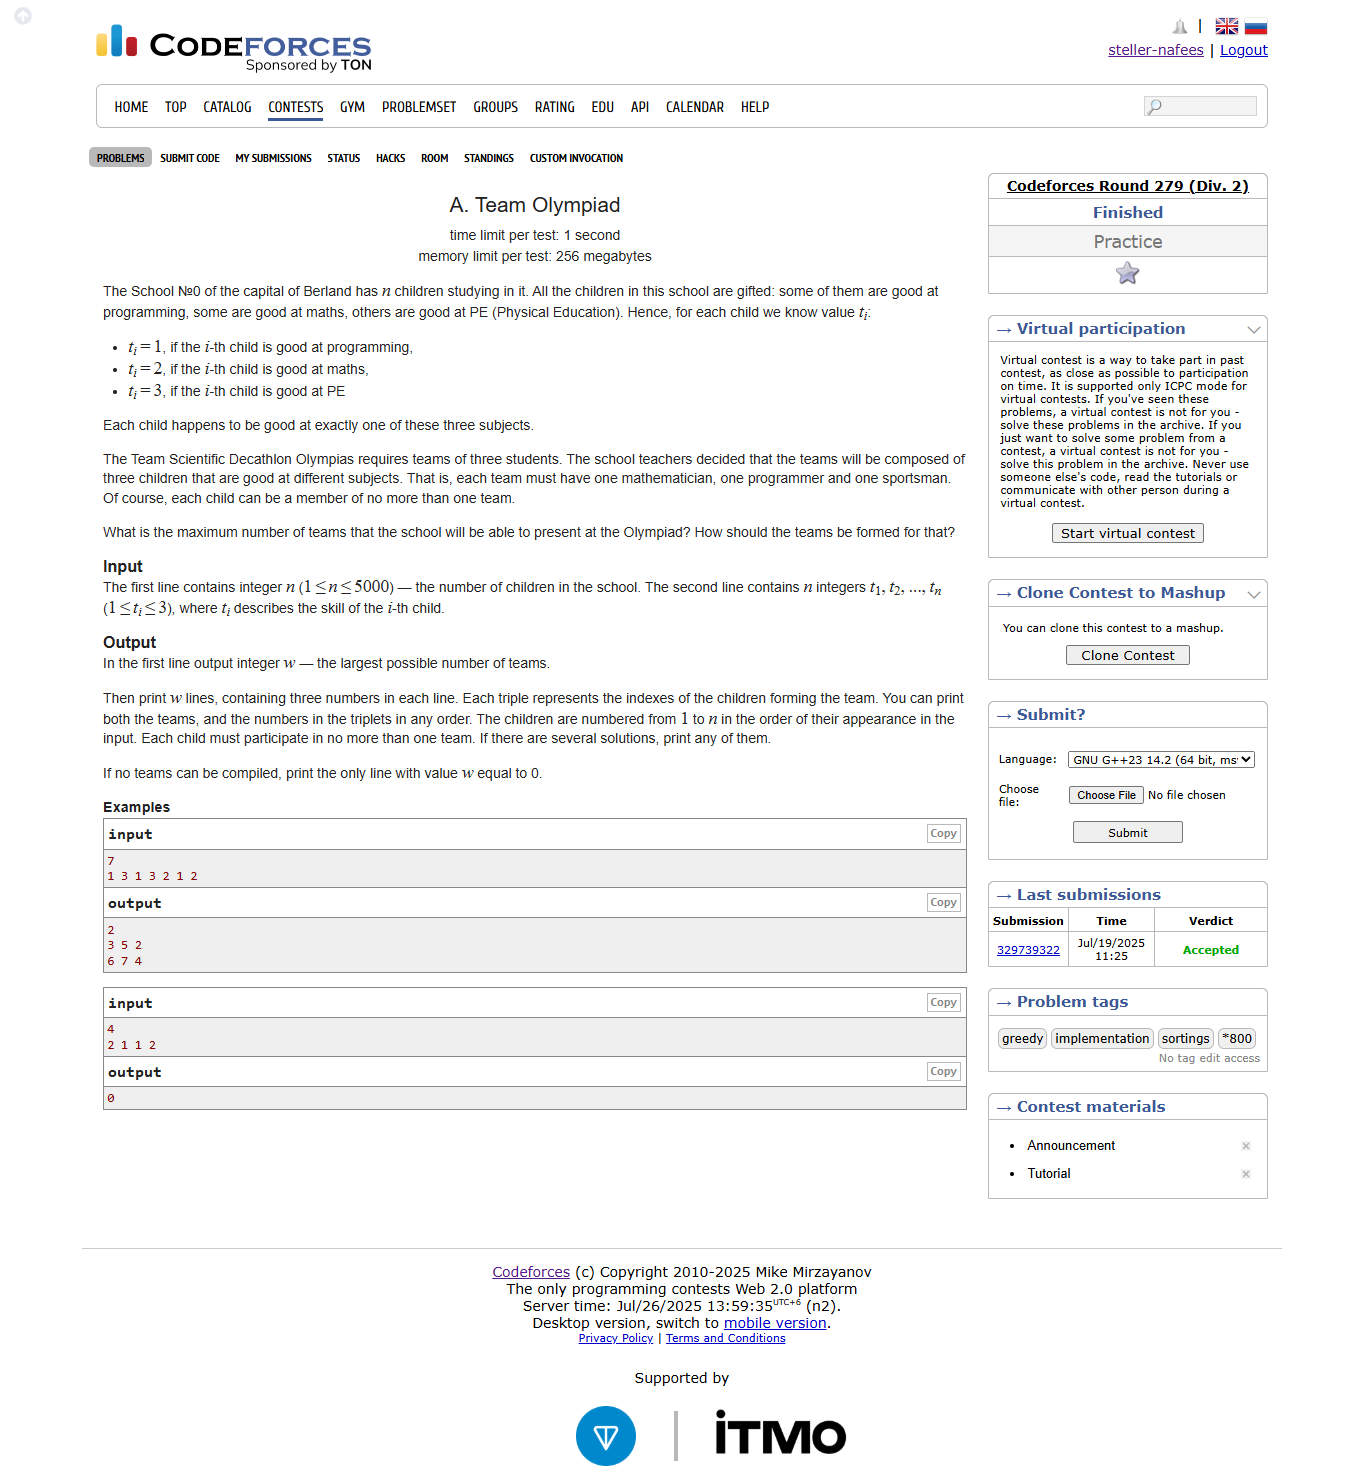 CODEFORCES
Sponsored by TON
|
steller-nafees | Logout
HOME TOP CATALOG CONTESTS GYM PROBLEMSET GROUPS RATING EDU API CALENDAR HELP
PROBLEMS SUBMIT CODE MY SUBMISSIONS STATUS HACKS ROOM STANDINGS CUSTOM INVOCATION
A. Team Olympiad
time limit per test: 1 second
memory limit per test: 256 megabytes
The School №0 of the capital of Berland has n children studying in it. All the children in this school are gifted: some of them are good at
programming, some are good at maths, others are good at PE (Physical Education). Hence, for each child we know value tᵢ:
• tᵢ = 1, if the i-th child is good at programming,
• tᵢ = 2, if the i-th child is good at maths,
• tᵢ = 3, if the i-th child is good at PE
Each child happens to be good at exactly one of these three subjects.
The Team Scientific Decathlon Olympias requires teams of three students. The school teachers decided that the teams will be composed of
three children that are good at different subjects. That is, each team must have one mathematician, one programmer and one sportsman.
Of course, each child can be a member of no more than one team.
What is the maximum number of teams that the school will be able to present at the Olympiad? How should the teams be formed for that?
Input
The first line contains integer n (1 ≤ n ≤ 5000) — the number of children in the school. The second line contains n integers t₁, t₂, ..., tₙ
(1 ≤ tᵢ ≤ 3), where tᵢ describes the skill of the i-th child.
Output
In the first line output integer w — the largest possible number of teams.
Then print w lines, containing three numbers in each line. Each triple represents the indexes of the children forming the team. You can print
both the teams, and the numbers in the triplets in any order. The children are numbered from 1 to n in the order of their appearance in the
input. Each child must participate in no more than one team. If there are several solutions, print any of them.
If no teams can be compiled, print the only line with value w equal to 0.
Examples
input Copy
7
1 3 1 3 2 1 2
output Copy
2
3 5 2
6 7 4
input Copy
4
2 1 1 2
output Copy
0
Codeforces Round 279 (Div. 2)
Finished
Practice
→ Virtual participation
Virtual contest is a way to take part in past
contest, as close as possible to participation
on time. It is supported only ICPC mode for
virtual contests. If you've seen these
problems, a virtual contest is not for you -
solve these problems in the archive. If you
just want to solve some problem from a
contest, a virtual contest is not for you -
solve this problem in the archive. Never use
someone else's code, read the tutorials or
communicate with other person during a
virtual contest.
Start virtual contest
→ Clone Contest to Mashup
You can clone this contest to a mashup.
Clone Contest
→ Submit?
Language: GNU G++23 14.2 (64 bit, ms
Choose
file: Choose File No file chosen
Submit
→ Last submissions
Submission Time Verdict
329739322 Jul/19/2025
11:25 Accepted
→ Problem tags
greedy implementation sortings *800
No tag edit access
→ Contest materials
• Announcement
• Tutorial
Codeforces (c) Copyright 2010-2025 Mike Mirzayanov
The only programming contests Web 2.0 platform
Server time: Jul/26/2025 13:59:35UTC+6 (n2).
Desktop version, switch to mobile version.
Privacy Policy | Terms and Conditions
Supported by
iTMO